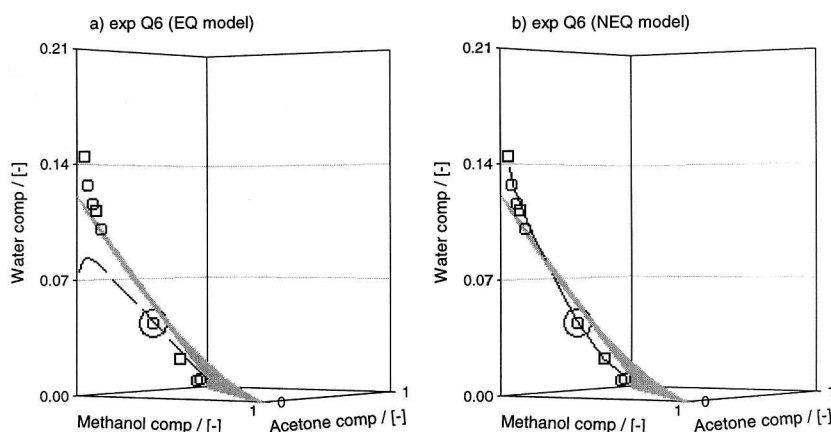 a) exp Q6 (EQ model)
0.21
0.14
0.07
0.00
Water comp / [-]
Methanol comp / [-]
1
0
Acetone comp / [-]
1
b) exp Q6 (NEQ model)
0.21
0.14
0.07
0.00
Water comp / [-]
Methanol comp / [-]
1
0
Acetone comp / [-]
1